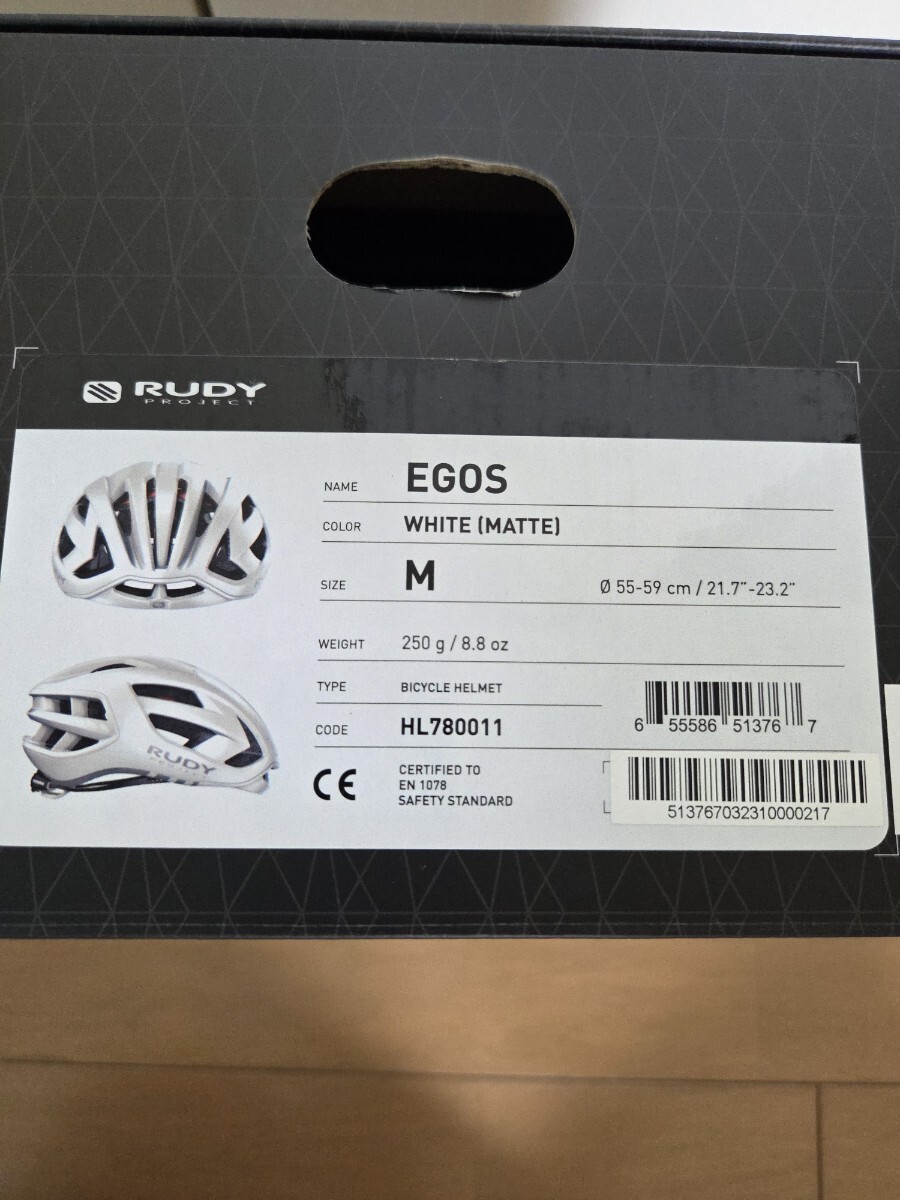 RUDY
PROJECT
NAME EGOS
COLOR WHITE (MATTE)
SIZE M Ø 55-59 cm / 21.7"-23.2"
WEIGHT 250 g / 8.8 oz
TYPE BICYCLE HELMET
CODE HL780011
6 55586 51376 7
CE
CERTIFIED TO
EN 1078
SAFETY STANDARD
513767032310000217
RUDY
PROJECT